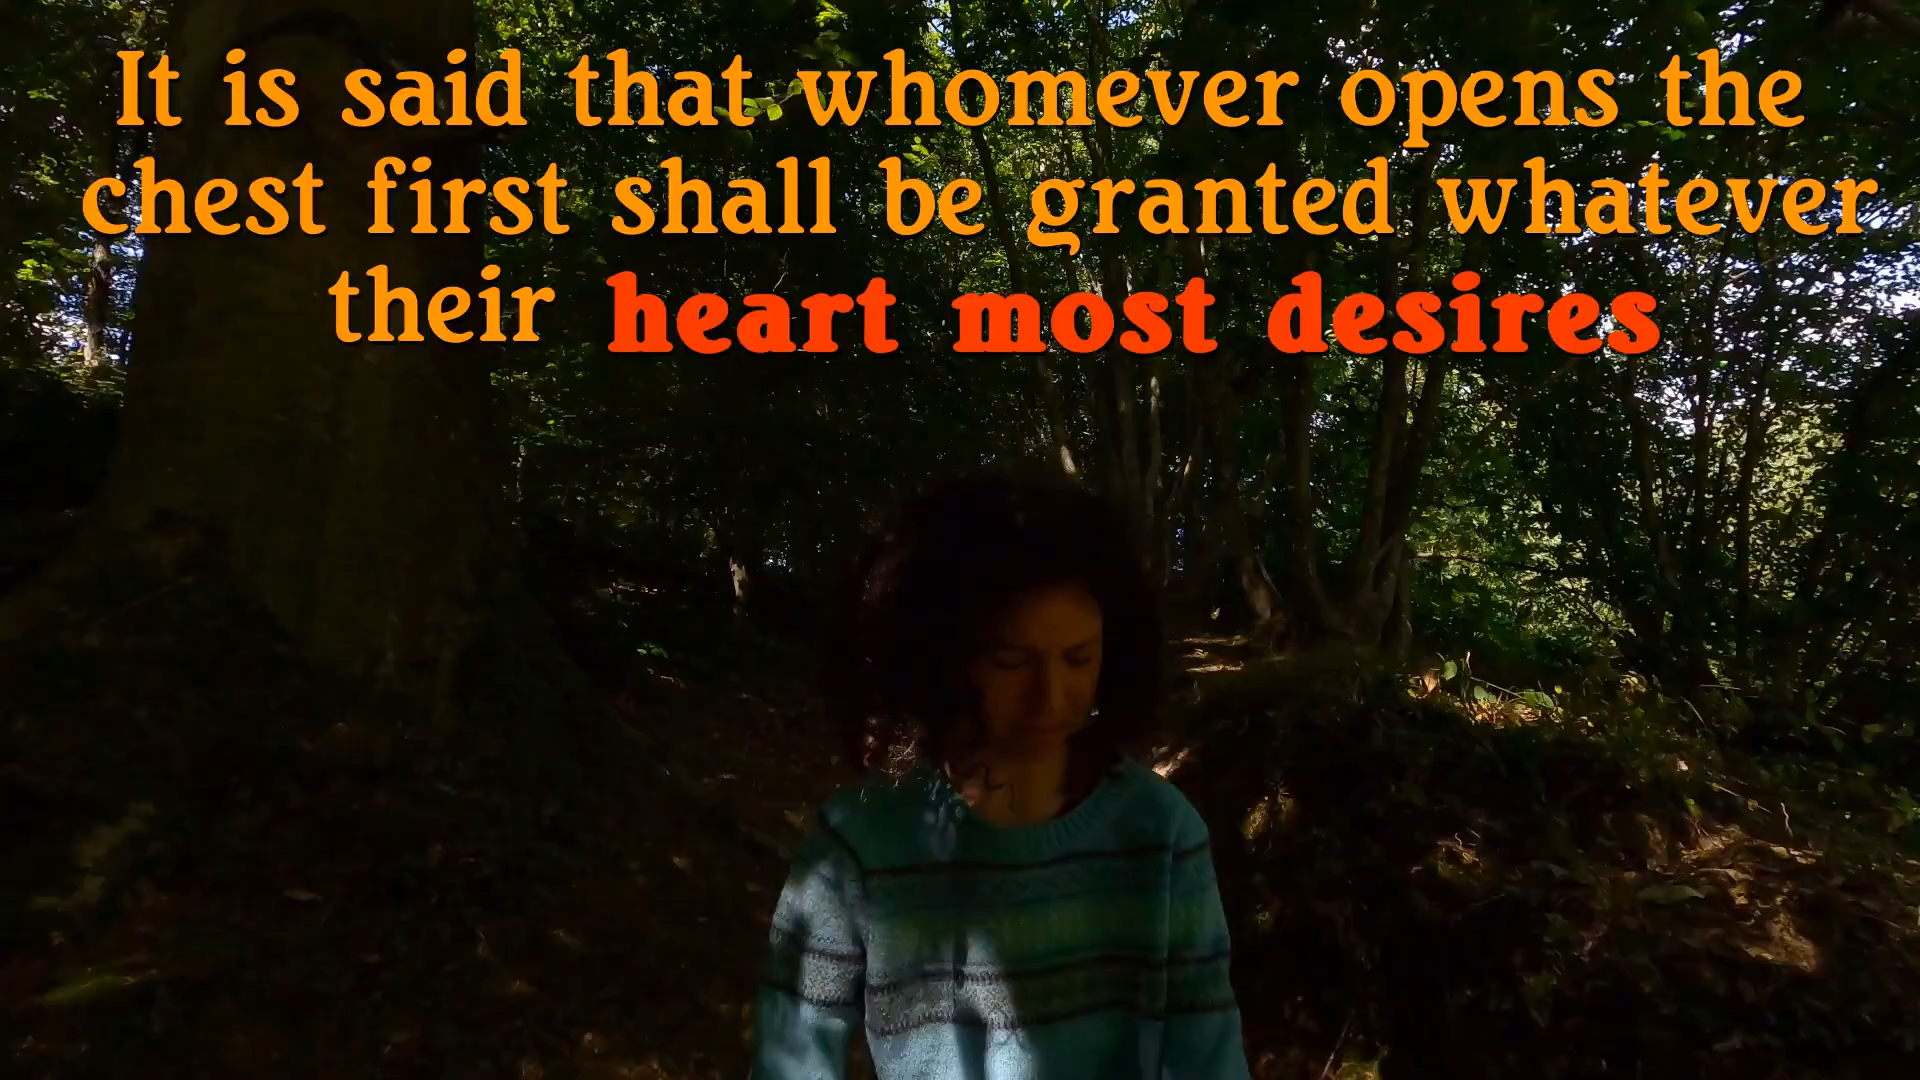 It is said that whomever opens the
chest first shall be granted whatever
their heart most desires